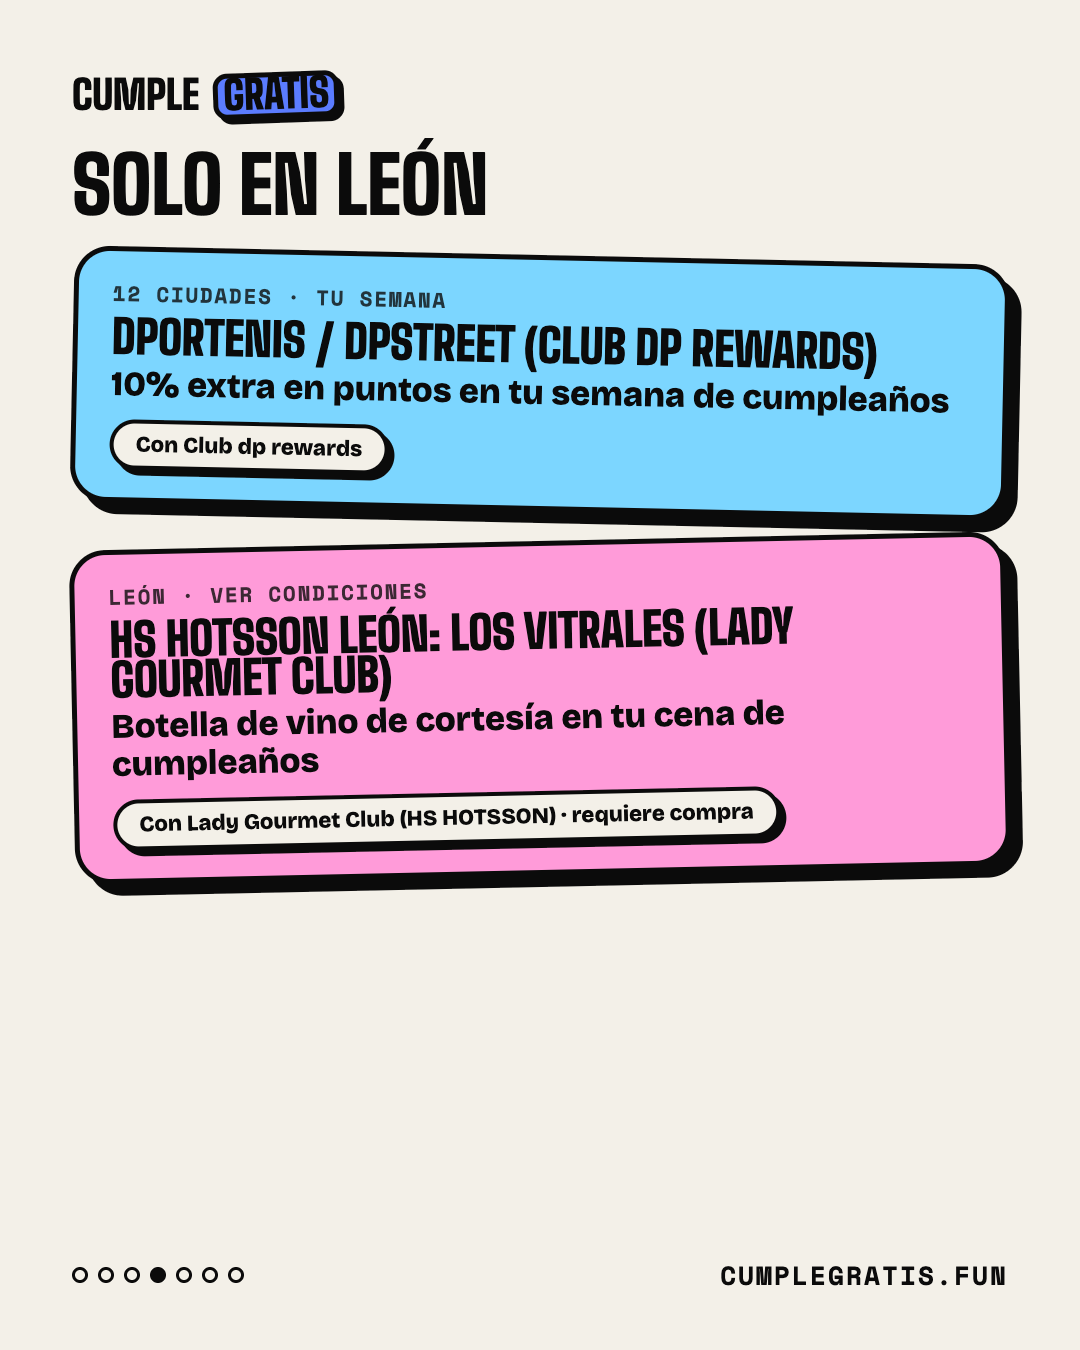 CUMPLE GRATIS
SOLO EN LEÓN
12 CIUDADES · TU SEMANA
DPORTENIS / DPSTREET (CLUB DP REWARDS)
10% extra en puntos en tu semana de cumpleaños
Con Club dp rewards
LEÓN · VER CONDICIONES
HS HOTSSON LEÓN: LOS VITRALES (LADY
GOURMET CLUB)
Botella de vino de cortesía en tu cena de
cumpleaños
Con Lady Gourmet Club (HS HOTSSON) · requiere compra
CUMPLEGRATIS.FUN